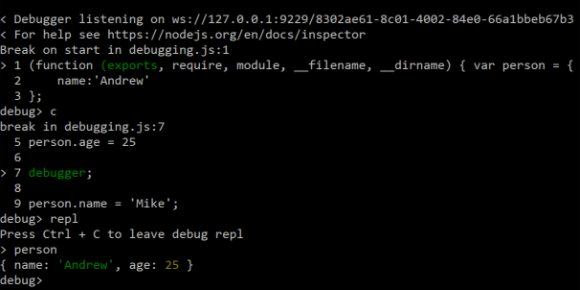 < Debugger listening on ws://127.0.0.1:9229/8302ae61-8c01-4002-84e0-66a1bbeb67b3
< For help see https://nodejs.org/en/docs/inspector
Break on start in debugging.js:1
> 1 (function (exports, require, module, __filename, __dirname) { var person = {
  2     name:'Andrew'
  3 };
debug> c
break in debugging.js:7
  5 person.age = 25
  6
> 7 debugger;
  8
  9 person.name = 'Mike';
debug> repl
Press Ctrl + C to leave debug repl
> person
{ name: 'Andrew', age: 25 }
debug>